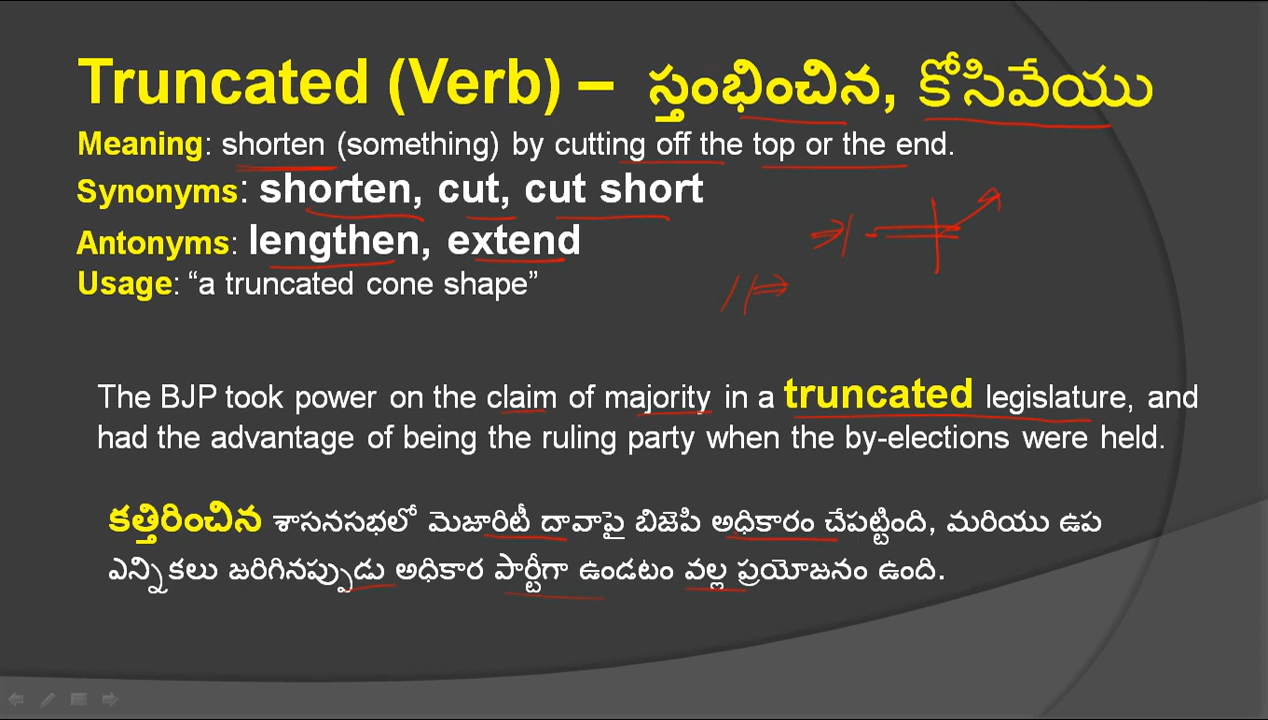 Truncated (Verb) – స్తంభించిన, కోసివేయు
Meaning: shorten (something) by cutting off the top or the end.
Synonyms: shorten, cut, cut short
Antonyms: lengthen, extend
Usage: “a truncated cone shape”
The BJP took power on the claim of majority in a truncated legislature, and
had the advantage of being the ruling party when the by-elections were held.
కత్తిరించిన శాసనసభలో మెజారిటీ దావాపై బిజెపి అధికారం చేపట్టింది, మరియు ఉప
ఎన్నికలు జరిగినప్పుడు అధికార పార్టీగా ఉండటం వల్ల ప్రయోజనం ఉంది.